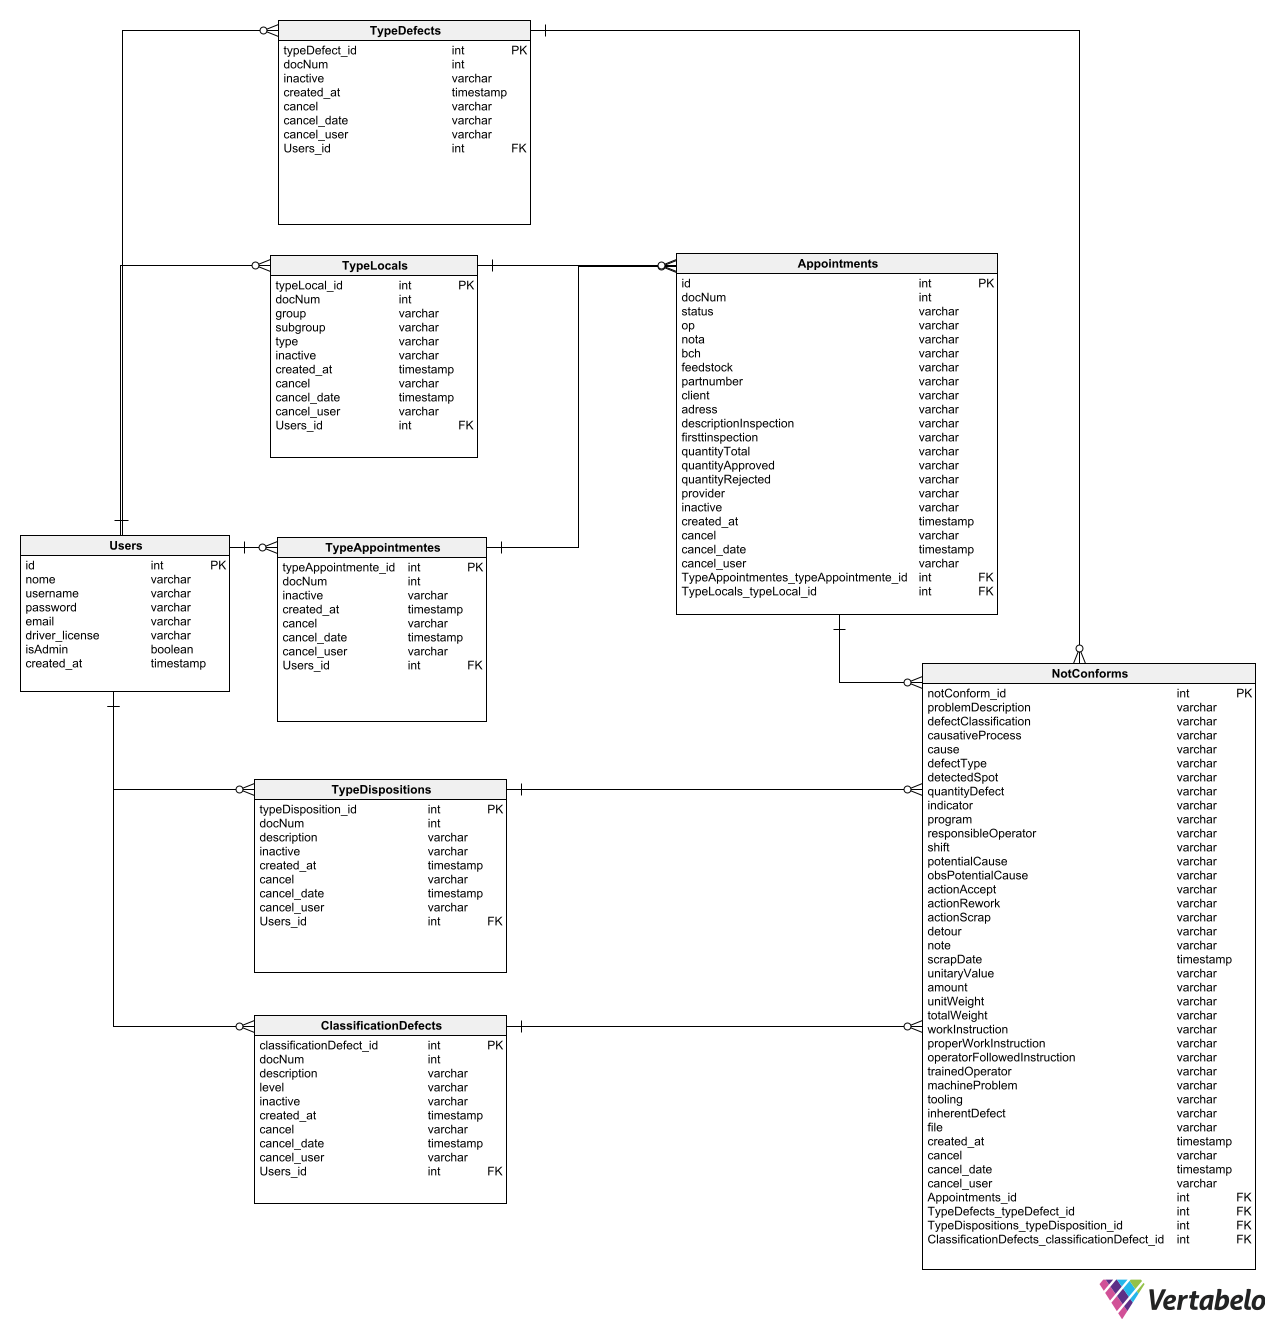 TypeDefects
typeDefect_id int PK
docNum int
inactive varchar
created_at timestamp
cancel varchar
cancel_date varchar
cancel_user varchar
Users_id int FK
TypeLocals
typeLocal_id int PK
docNum int
group varchar
subgroup varchar
type varchar
inactive varchar
created_at timestamp
cancel varchar
cancel_date timestamp
cancel_user varchar
Users_id int FK
Appointments
id int PK
docNum int
status varchar
op varchar
nota varchar
bch varchar
feedstock varchar
partnumber varchar
client varchar
adress varchar
descriptionInspection varchar
firsttinspection varchar
quantityTotal varchar
quantityApproved varchar
quantityRejected varchar
provider varchar
inactive varchar
created_at timestamp
cancel varchar
cancel_date timestamp
cancel_user varchar
TypeAppointmentes_typeAppointmente_id int FK
TypeLocals_typeLocal_id int FK
Users
id int PK
nome varchar
username varchar
password varchar
email varchar
driver_license varchar
isAdmin boolean
created_at timestamp
TypeAppointmentes
typeAppointmente_id int PK
docNum int
inactive varchar
created_at timestamp
cancel varchar
cancel_date timestamp
cancel_user varchar
Users_id int FK
TypeDispositions
typeDisposition_id int PK
docNum int
description varchar
inactive varchar
created_at timestamp
cancel varchar
cancel_date timestamp
cancel_user varchar
Users_id int FK
ClassificationDefects
classificationDefect_id int PK
docNum int
description varchar
level varchar
inactive varchar
created_at timestamp
cancel varchar
cancel_date timestamp
cancel_user varchar
Users_id int FK
NotConforms
notConform_id int PK
problemDescription varchar
defectClassification varchar
causativeProcess varchar
cause varchar
defectType varchar
detectedSpot varchar
quantityDefect varchar
indicator varchar
program varchar
responsibleOperator varchar
shift varchar
potentialCause varchar
obsPotentialCause varchar
actionAccept varchar
actionRework varchar
actionScrap varchar
detour varchar
note varchar
scrapDate timestamp
unitaryValue varchar
amount varchar
unitWeight varchar
totalWeight varchar
workInstruction varchar
properWorkInstruction varchar
operatorFollowedInstruction varchar
trainedOperator varchar
machineProblem varchar
tooling varchar
inherentDefect varchar
file varchar
created_at timestamp
cancel varchar
cancel_date timestamp
cancel_user varchar
Appointments_id int FK
TypeDefects_typeDefect_id int FK
TypeDispositions_typeDisposition_id int FK
ClassificationDefects_classificationDefect_id int FK
Vertabelo